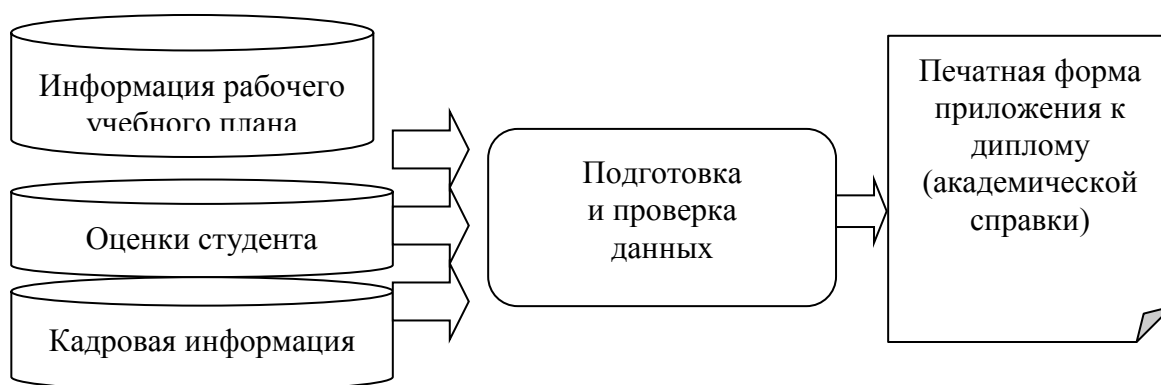 Информация рабочего
учебного плана
Оценки студента
Кадровая информация
Подготовка
и проверка
данных
Печатная форма
приложения к
диплому
(академической
справки)